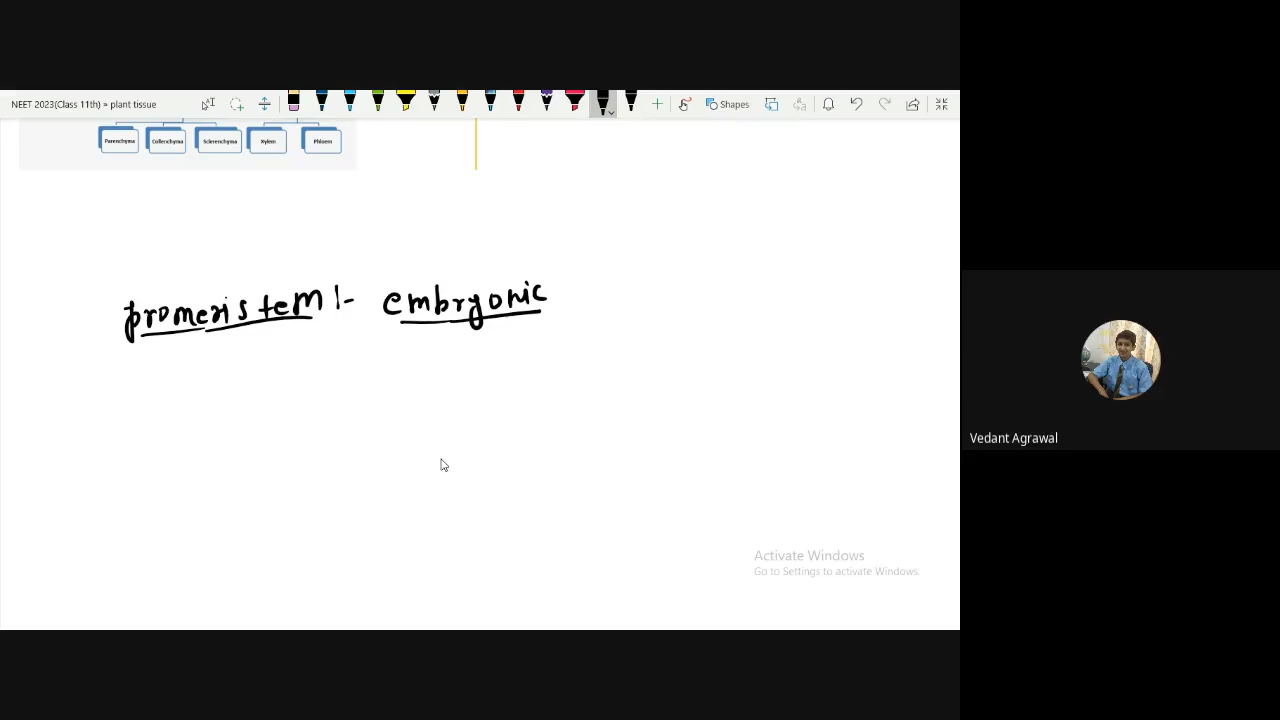 NEET 2023(Class 11th) » plant tissue
Shapes
Parenchyma Collenchyma Sclerenchyma Xylem Phloem
promeristem :- embryonic
Vedant Agrawal
Activate Windows
Go to Settings to activate Windows.